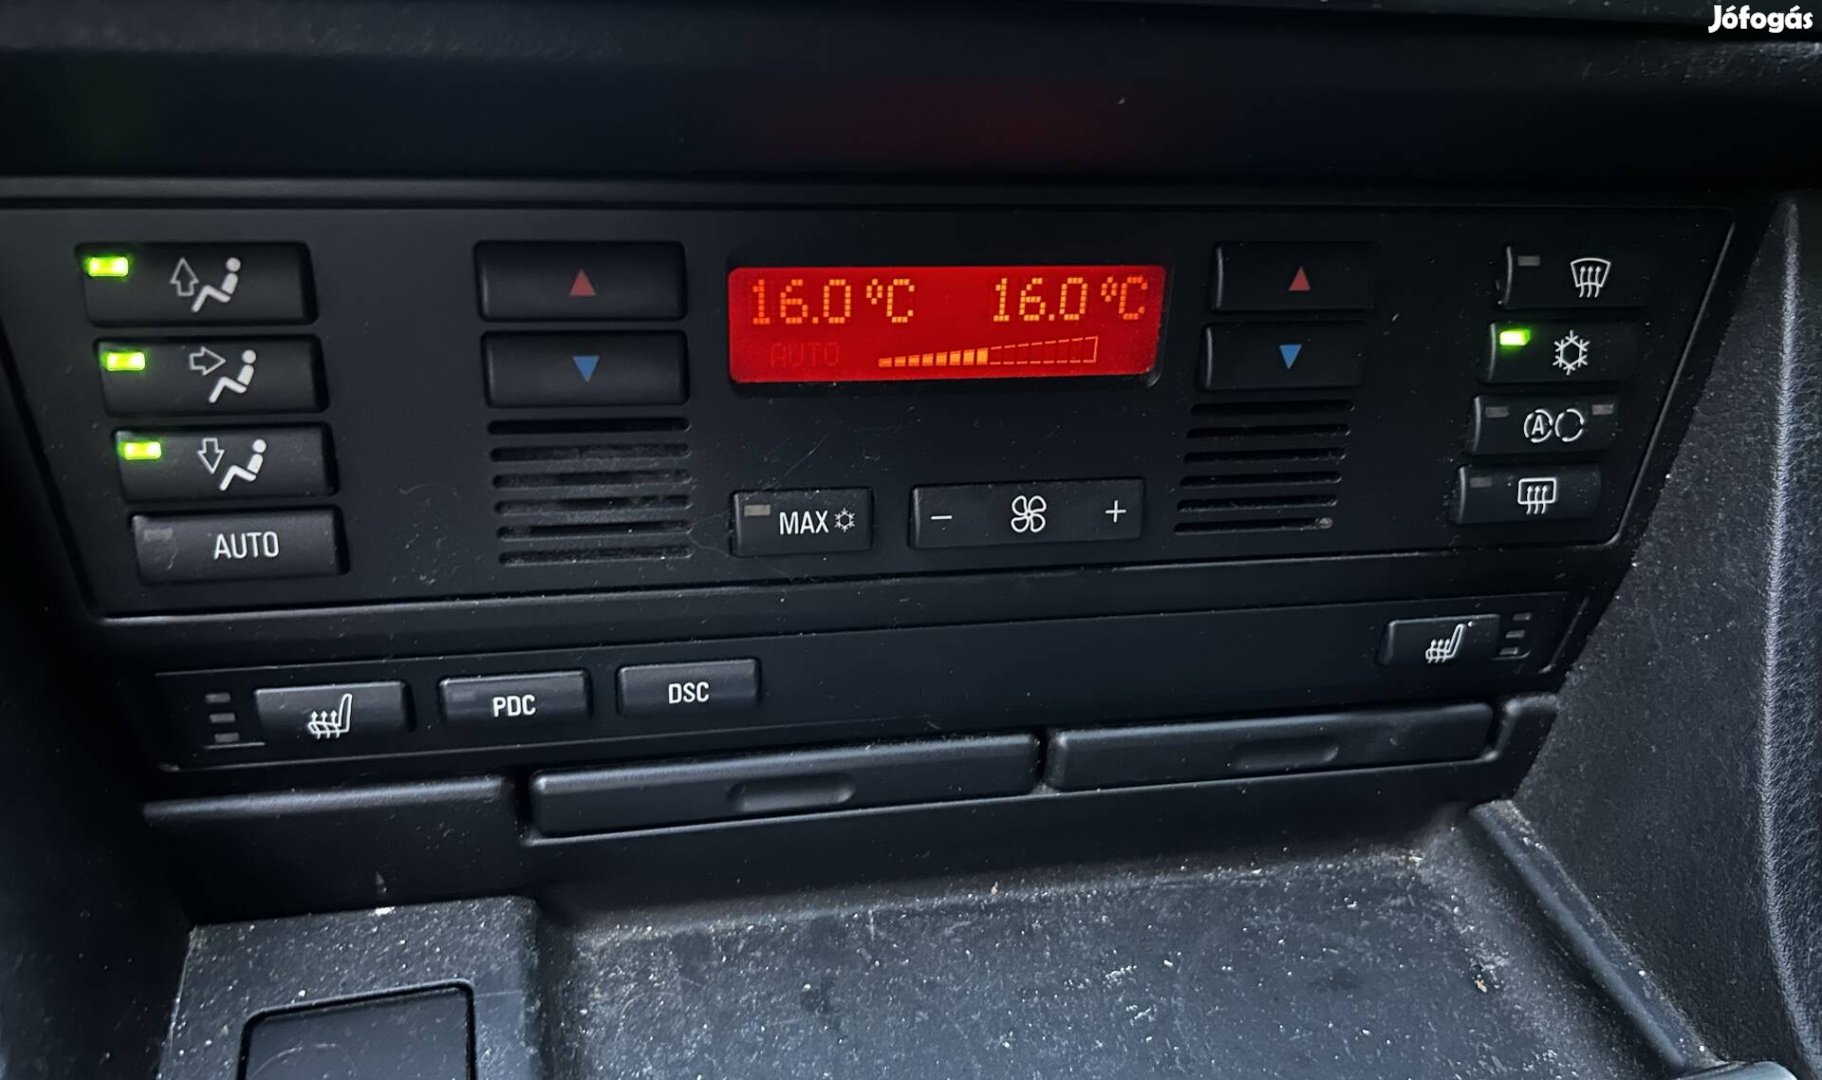 Jófogás
16.0 °C 16.0 °C
AUTO
A
MAX
- +
AUTO
PDC DSC